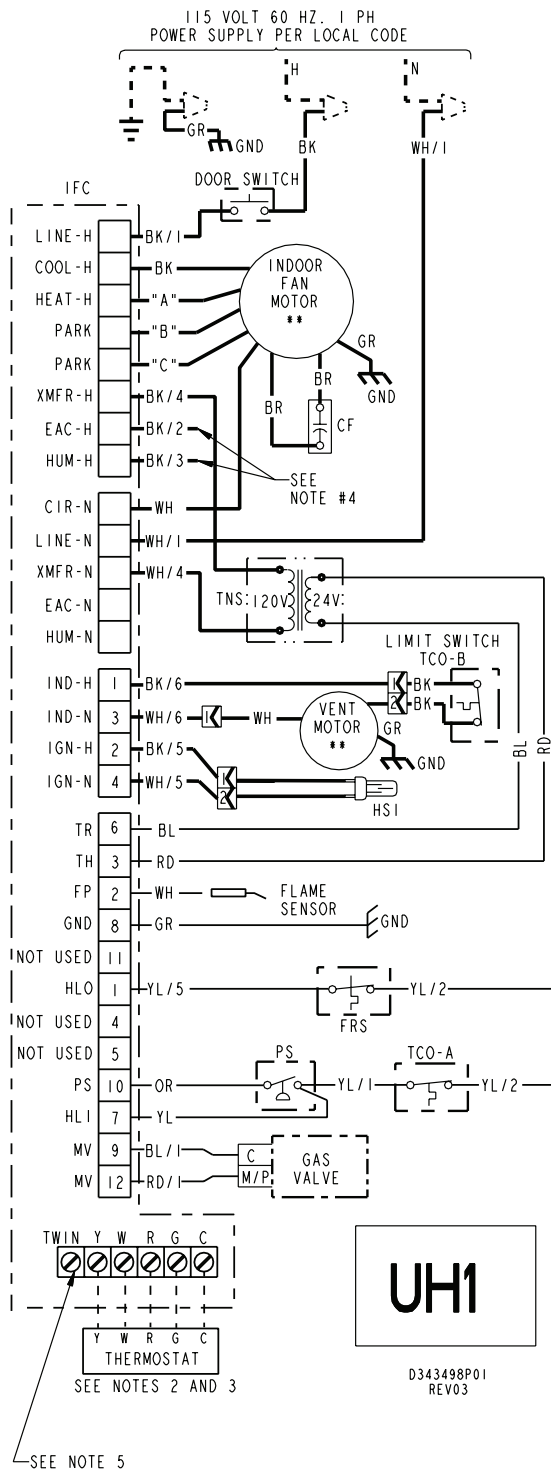 115 VOLT 60 HZ. 1 PH
POWER SUPPLY PER LOCAL CODE
H
N
GR
GND
BK
WH/1
DOOR SWITCH
IFC
LINE-H BK/1
COOL-H BK
HEAT-H "A"
PARK "B"
PARK "C"
XMFR-H BK/4
EAC-H BK/2
HUM-H BK/3
INDOOR
FAN
MOTOR
**
GR
GND
BR
BR
CF
SEE
NOTE #4
CIR-N WH
LINE-N WH/1
XMFR-N WH/4
EAC-N
HUM-N
TNS 120V 24V
LIMIT SWITCH
TCO-B
IND-H 1 BK/6 1 BK
2 BK
IND-N 3 WH/6 1 WH
VENT
MOTOR
**
GR
GND
IGN-H 2 BK/5 1
IGN-N 4 WH/5 2
HSI
BL
RD
TR 6 BL
TH 3 RD
FP 2 WH
FLAME
SENSOR
GND 8 GR GND
NOT USED 11
HLO 1 YL/5 YL/2
FRS
NOT USED 4
NOT USED 5
PS TCO-A
PS 10 OR YL/1 YL/2
HLI 7 YL
MV 9 BL/1 C
MV 12 RD/1 M/P
GAS
VALVE
TWIN Y W R G C
Y W R G C
THERMOSTAT
SEE NOTES 2 AND 3
UH1
D343498P01
REV03
SEE NOTE 5